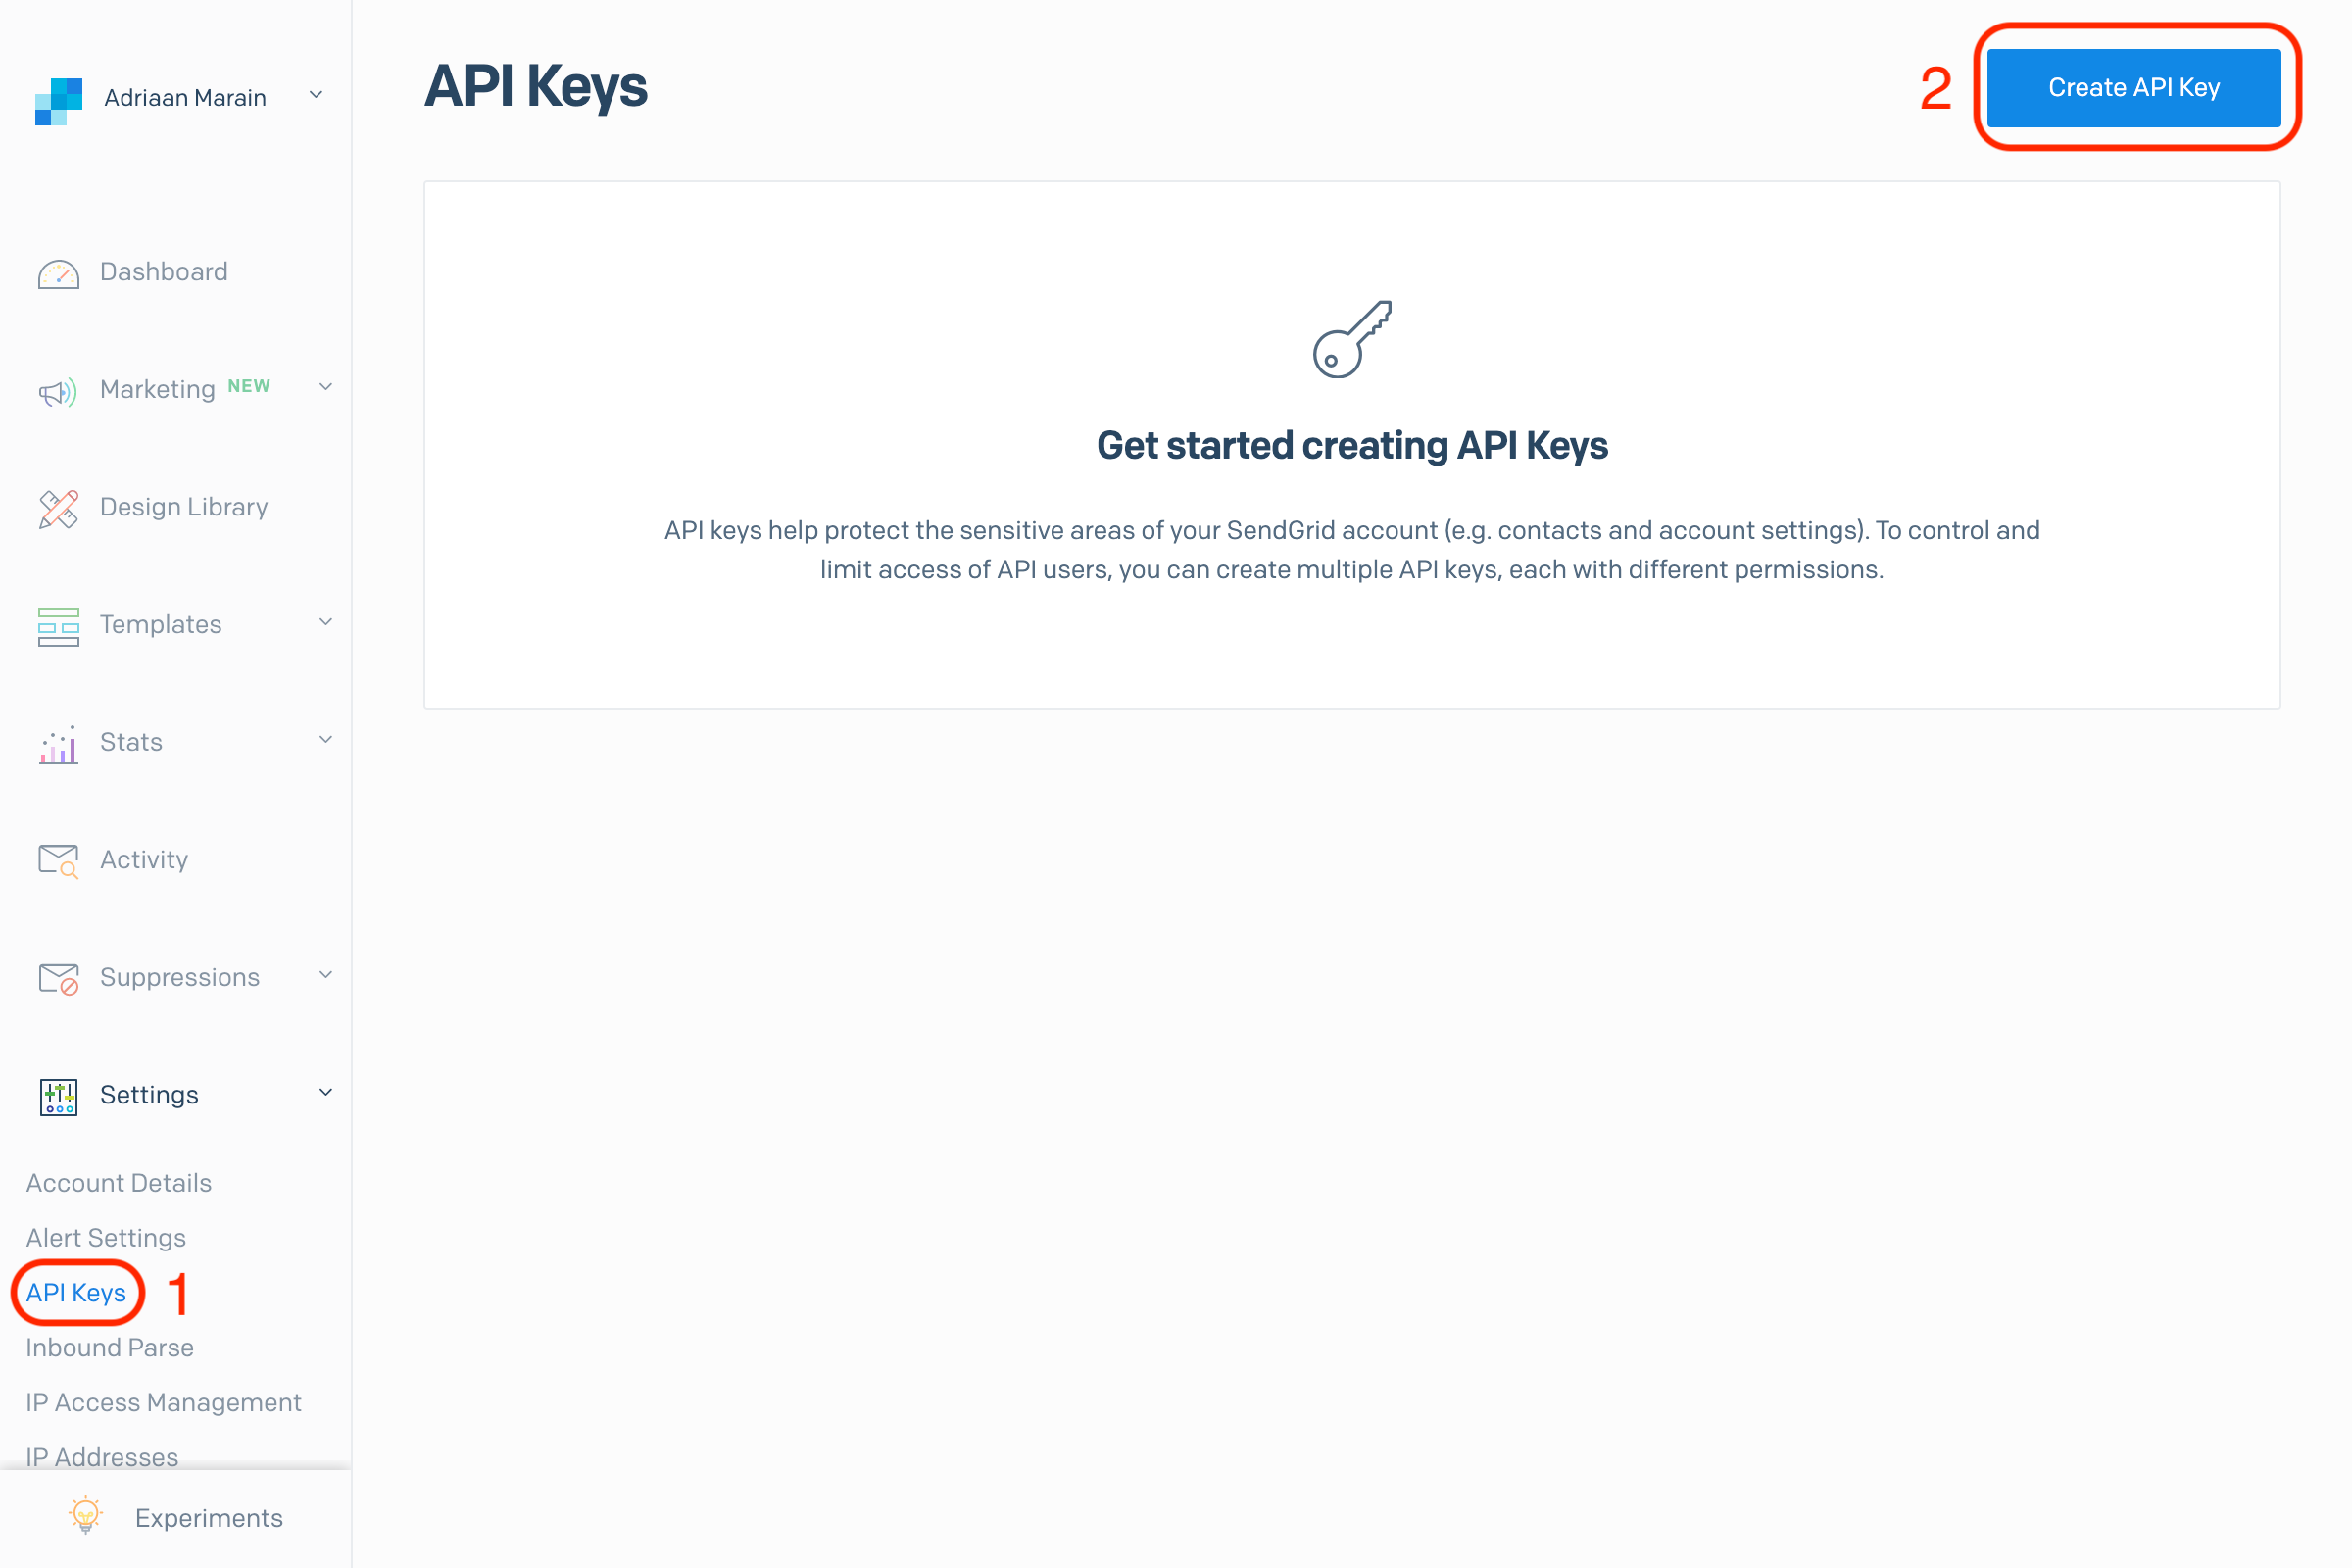 Adriaan Marain
Dashboard
Marketing NEW
Design Library
Templates
Stats
Activity
Suppressions
Settings
Account Details
Alert Settings
API Keys 1
Inbound Parse
IP Access Management
IP Addresses
Experiments
API Keys
2 Create API Key
Get started creating API Keys
API keys help protect the sensitive areas of your SendGrid account (e.g. contacts and account settings). To control and
limit access of API users, you can create multiple API keys, each with different permissions.